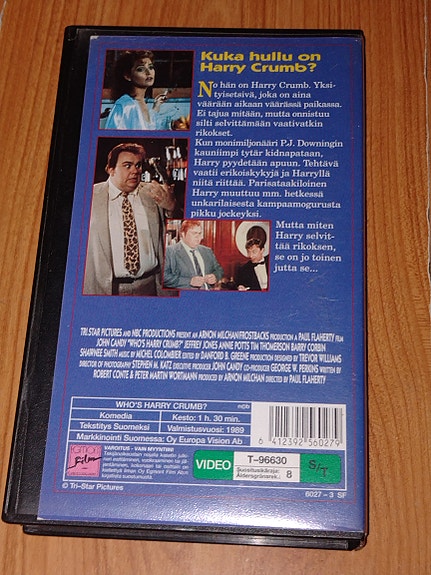 Kuka hullu on
Harry Crumb?
No hän on Harry Crumb. Yksi-
tyisetsivä, joka on aina
väärään aikaan väärässä paikassa.
Ei tajua mitään, mutta onnistuu
silti selvittämään vaativatkin
rikokset.
Kun monimiljonääri P.J. Downingin
kauniimpi tytär kidnapataan,
Harry pyydetään apuun. Tehtävä
vaatii erikoiskykyjä ja Harryllä
niitä riittää. Parisataakiloinen
Harry muuttuu mm. hetkessä
unkarilaisesta kampaamogurusta
pikku jockeyksi.
Mutta miten
Harry selvit-
tää rikoksen,
se on jo toinen
jutta se...
TRI STAR PICTURES AND NBC PRODUCTIONS PRESENT AN ARNON MILCHAN/FROSTBACKS PRODUCTION A PAUL FLAHERTY FILM
JOHN CANDY "WHO'S HARRY CRUMB?" JEFFREY JONES ANNIE POTTS TIM THOMERSON BARRY CORBIN
SHAWNEE SMITH MUSIC BY MICHEL COLOMBIER EDITED BY DANFORD B. GREENE PRODUCTION DESIGNED BY TREVOR WILLIAMS
DIRECTOR OF PHOTOGRAPHY STEPHEN M. KATZ EXECUTIVE PRODUCER JOHN CANDY CO-PRODUCER GEORGE W. PERKINS WRITTEN BY
ROBERT CONTE & PETER MARTIN WORTMANN PRODUCED BY ARNON MILCHAN DIRECTED BY PAUL FLAHERTY
WHO'S HARRY CRUMB?
Komedia Kesto: 1 h. 30 min.
Tekstitys Suomeksi Valmistusvuosi: 1989
Markkinointi Suomessa: Oy Europa Vision Ab
6 412392 560279
Film
VAROITUS - VAIN MYYNTIIN!
VIDEO
T-96630
8
S/T
© Tri-Star Pictures
6027-3 SF